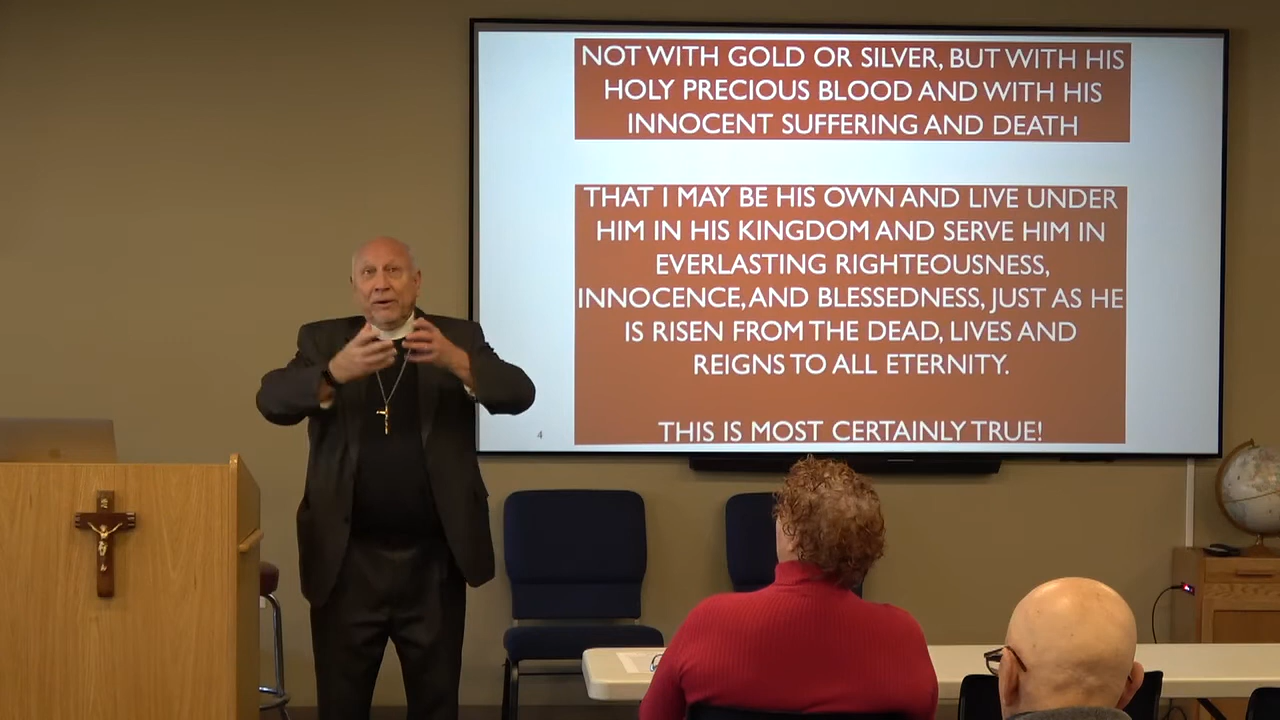 NOT WITH GOLD OR SILVER, BUT WITH HIS
HOLY PRECIOUS BLOOD AND WITH HIS
INNOCENT SUFFERING AND DEATH
THAT I MAY BE HIS OWN AND LIVE UNDER
HIM IN HIS KINGDOM AND SERVE HIM IN
EVERLASTING RIGHTEOUSNESS,
INNOCENCE, AND BLESSEDNESS, JUST AS HE
IS RISEN FROM THE DEAD, LIVES AND
REIGNS TO ALL ETERNITY.
THIS IS MOST CERTAINLY TRUE!
4